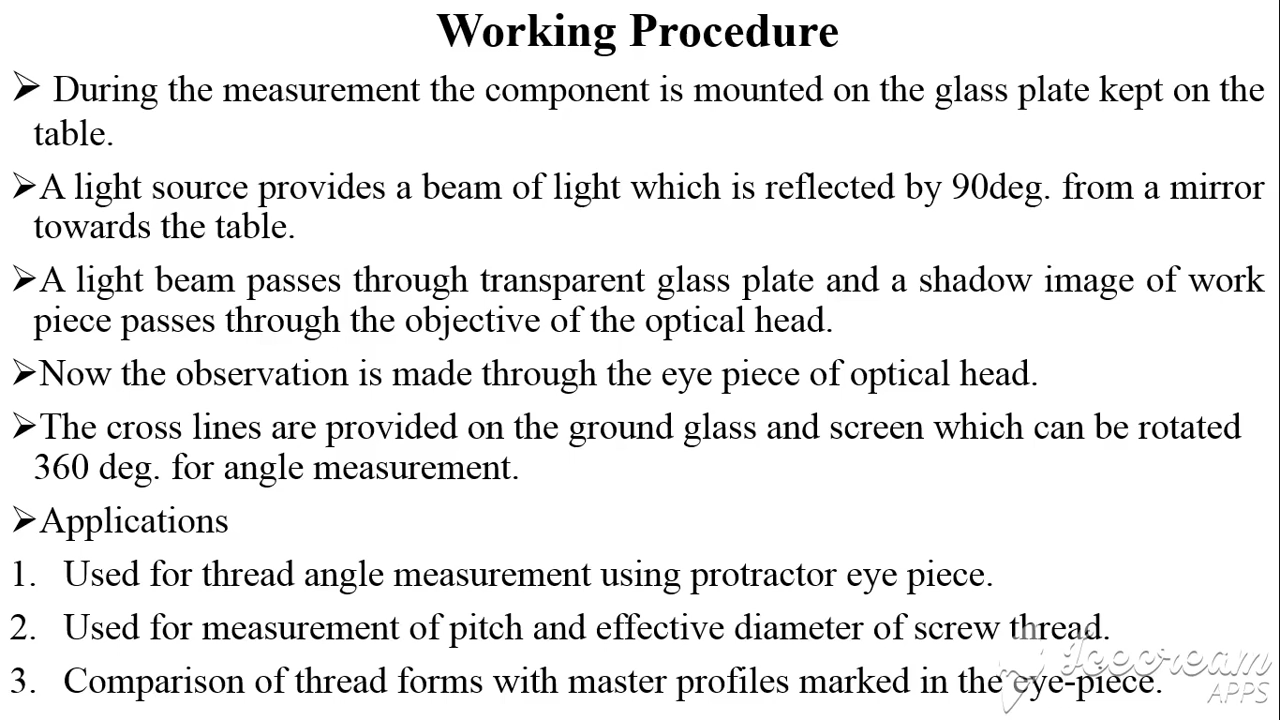 Working Procedure
➢ During the measurement the component is mounted on the glass plate kept on the
table.
➢A light source provides a beam of light which is reflected by 90deg. from a mirror
towards the table.
➢A light beam passes through transparent glass plate and a shadow image of work
piece passes through the objective of the optical head.
➢Now the observation is made through the eye piece of optical head.
➢The cross lines are provided on the ground glass and screen which can be rotated
360 deg. for angle measurement.
➢Applications
1. Used for thread angle measurement using protractor eye piece.
2. Used for measurement of pitch and effective diameter of screw thread.
3. Comparison of thread forms with master profiles marked in the eye-piece.
Icecream
APPS